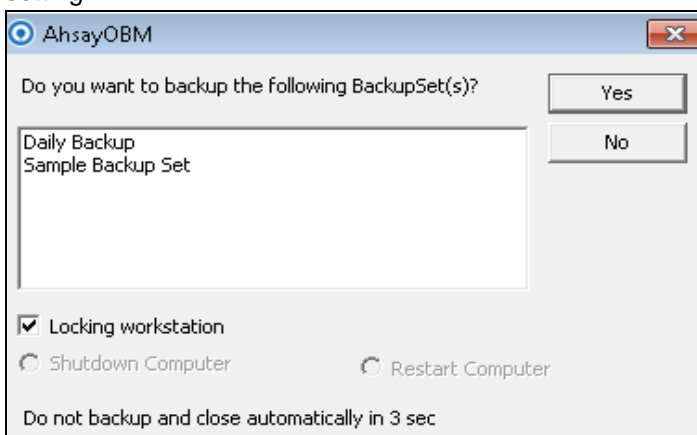 AhsayOBM
Do you want to backup the following BackupSet(s)?
Yes
No
Daily Backup
Sample Backup Set
Locking workstation
Shutdown Computer
Restart Computer
Do not backup and close automatically in 3 sec